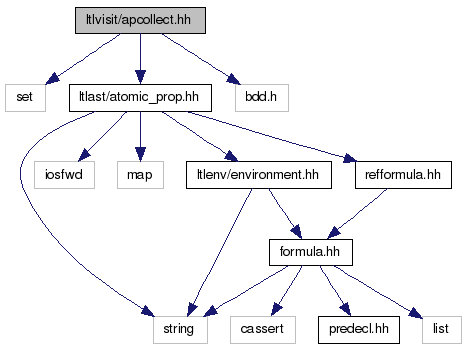 ltlvisit/apcollect.hh
set
ltlast/atomic_prop.hh
bdd.h
iosfwd
map
ltlenv/environment.hh
refformula.hh
formula.hh
string
cassert
predecl.hh
list